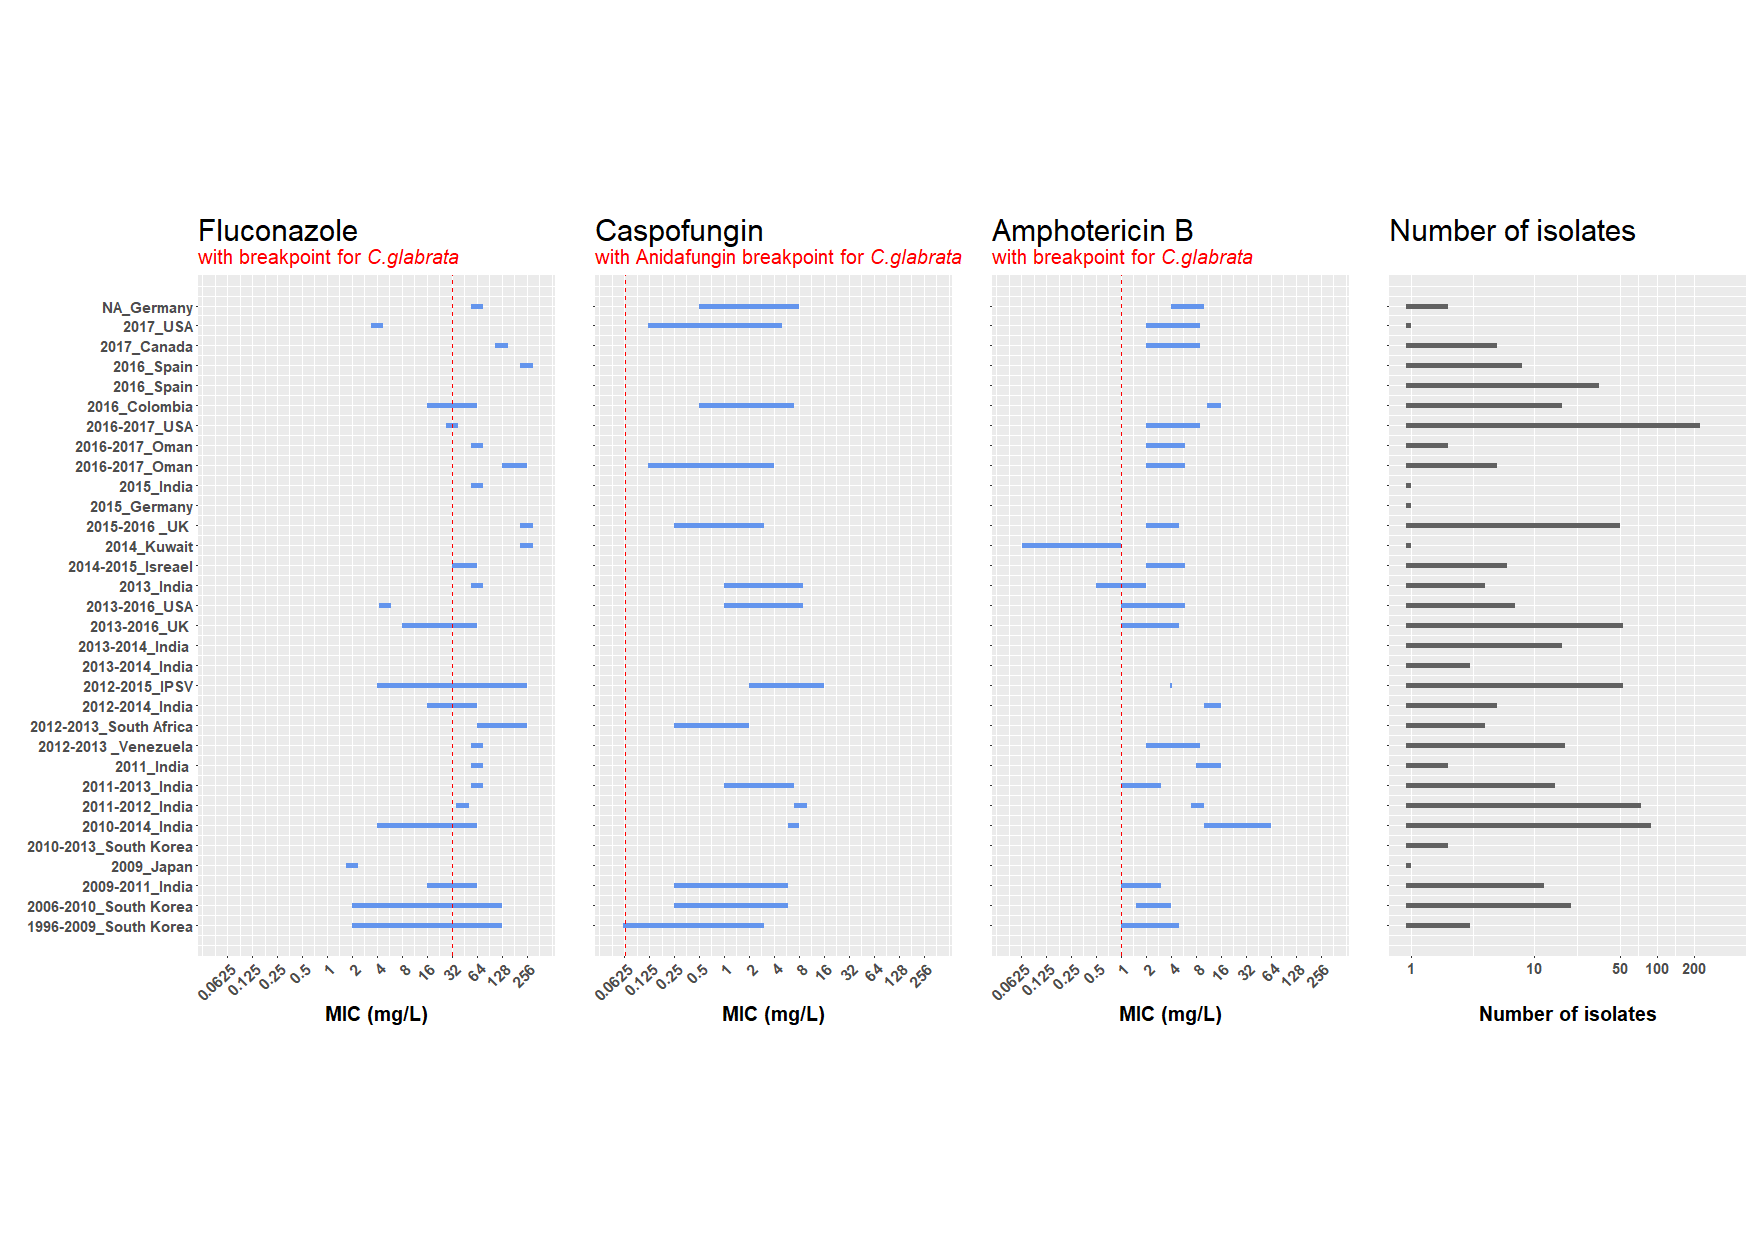 Fluconazole
with breakpoint for C.glabrata
Caspofungin
with Anidafungin breakpoint for C.glabrata
Amphotericin B
with breakpoint for C.glabrata
Number of isolates
NA_Germany
2017_USA
2017_Canada
2016_Spain
2016_Spain
2016_Colombia
2016-2017_USA
2016-2017_Oman
2016-2017_Oman
2015_India
2015_Germany
2015-2016 _UK
2014_Kuwait
2014-2015_Isreael
2013_India
2013-2016_USA
2013-2016_UK
2013-2014_India
2013-2014_India
2012-2015_IPSV
2012-2014_India
2012-2013_South Africa
2012-2013 _Venezuela
2011_India
2011-2013_India
2011-2012_India
2010-2014_India
2010-2013_South Korea
2009_Japan
2009-2011_India
2006-2010_South Korea
1996-2009_South Korea
0.0625 0.125 0.25 0.5 1 2 4 8 16 32 64 128 256
MIC (mg/L)
0.0625 0.125 0.25 0.5 1 2 4 8 16 32 64 128 256
MIC (mg/L)
0.0625 0.125 0.25 0.5 1 2 4 8 16 32 64 128 256
MIC (mg/L)
1 10 50 100 200
Number of isolates